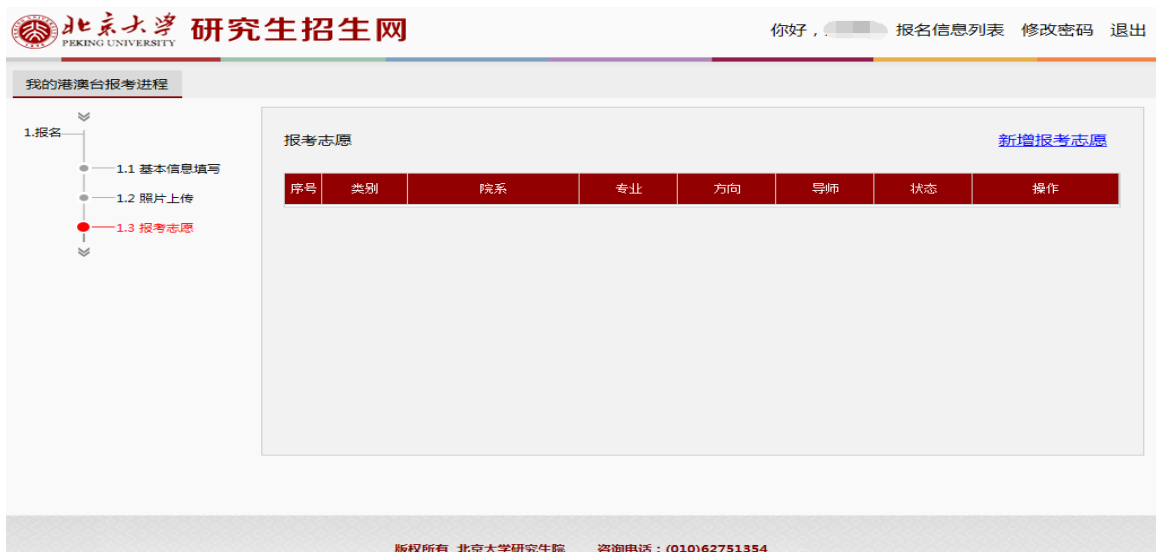 北京大学 研究生招生网
PEKING UNIVERSITY
你好， 报名信息列表 修改密码 退出
我的港澳台报考进程
1.报名
1.1 基本信息填写
1.2 照片上传
1.3 报考志愿
报考志愿 新增报考志愿
序号 类别 院系 专业 方向 导师 状态 操作
版权所有 北京大学研究生院 咨询电话：(010)62751354